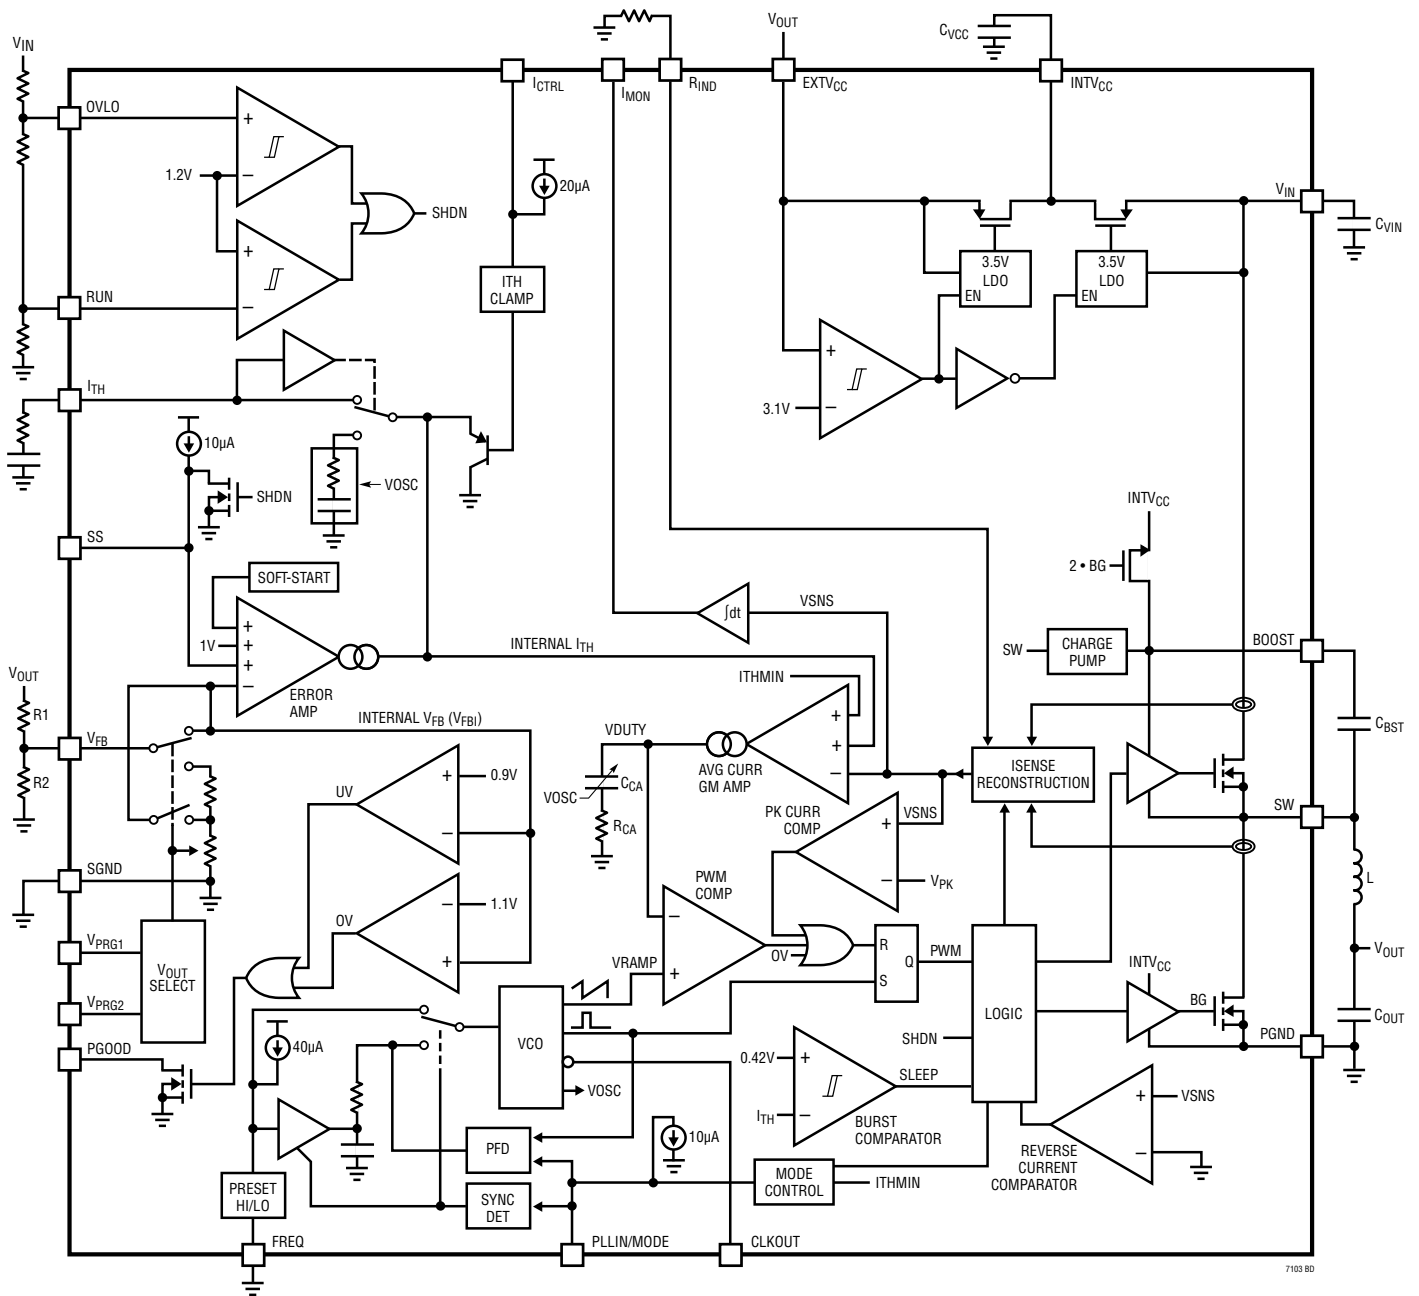 VIN
OVLO
1.2V
SHDN
RUN
ICTRL
20µA
ITH
CLAMP
IMON
RIND
VOUT
EXTVCC
CVCC
INTVCC
VIN
CVIN
3.5V
LDO
EN
3.5V
LDO
EN
3.1V
ITH
10µA
SHDN
VOSC
SS
SOFT-START
1V
ERROR
AMP
INTERNAL ITH
∫dt
VSNS
INTVCC
2 • BG
SW
CHARGE
PUMP
BOOST
CBST
VOUT
R1
VFB
R2
INTERNAL VFB (VFBI)
UV
0.9V
OV
1.1V
ITHMIN
VDUTY
VOSC
CCA
RCA
AVG CURR
GM AMP
PK CURR
COMP
VSNS
VPK
ISENSE
RECONSTRUCTION
SW
L
VOUT
COUT
SGND
VPRG1
VPRG2
VOUT
SELECT
PGOOD
PWM
COMP
VRAMP
OV
R
S
Q
PWM
LOGIC
SHDN
INTVCC
BG
PGND
40µA
VCO
VOSC
0.42V
ITH
SLEEP
BURST
COMPARATOR
VSNS
REVERSE
CURRENT
COMPARATOR
PFD
SYNC
DET
10µA
MODE
CONTROL
ITHMIN
PRESET
HI/LO
FREQ
PLLIN/MODE
CLKOUT
7103 BD
+
−
+
−
+
−
+
+
+
−
+
−
−
+
+
+
−
+
−
−
+
+
−
+
−